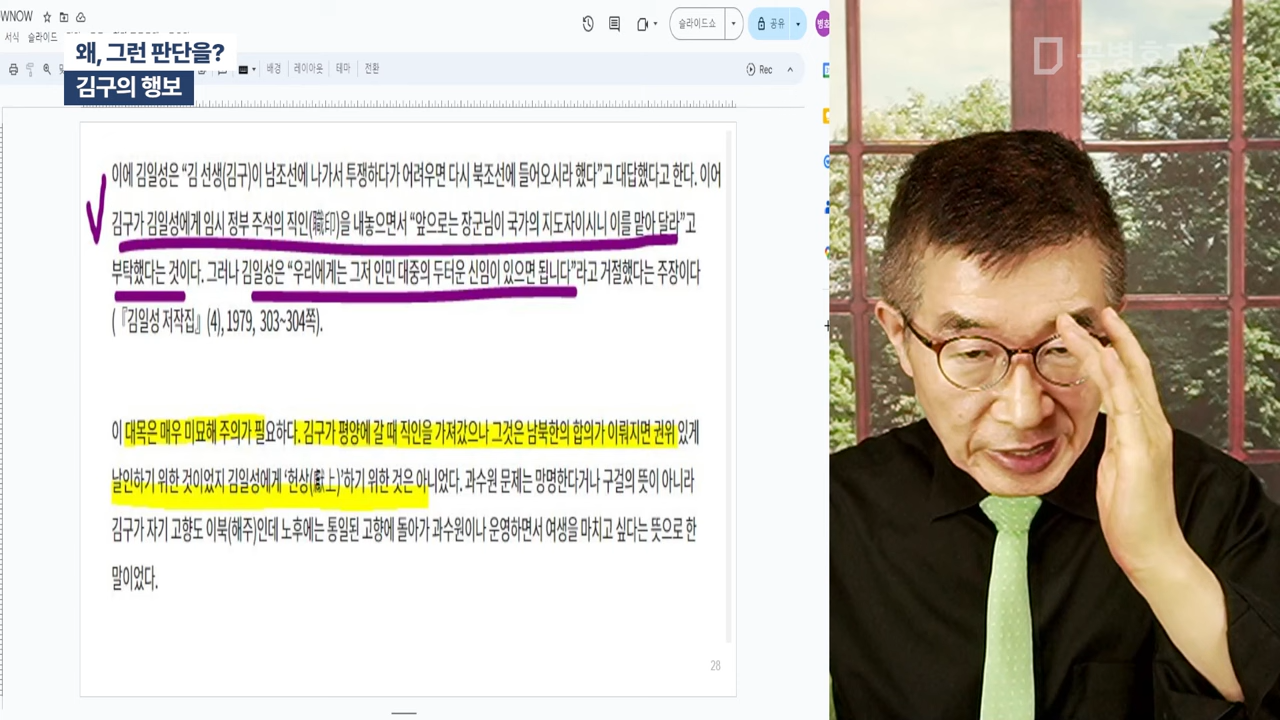 WNOW
슬라이드쇼
공유
병호
서식 슬라이드
왜, 그런 판단을?
김구의 행보
배경 레이아웃 테마 전환
Rec
공병호TV
이에 김일성은 “김 선생(김구)이 남조선에 나가서 투쟁하다가 어려우면 다시 북조선에 들어오시라 했다”고 대답했다고 한다. 이어
김구가 김일성에게 임시 정부 주석의 직인(職印)을 내놓으면서 “앞으로는 장군님이 국가의 지도자이시니 이를 맡아 달라”고
부탁했다는 것이다. 그러나 김일성은 “우리에게는 그저 인민 대중의 두터운 신임이 있으면 됩니다”라고 거절했다는 주장이다
(『김일성 저작집』(4), 1979, 303~304쪽).
이 대목은 매우 미묘해 주의가 필요하다. 김구가 평양에 갈 때 직인을 가져갔으나 그것은 남북한의 합의가 이뤄지면 권위 있게
날인하기 위한 것이었지 김일성에게 ‘헌상(獻上)’하기 위한 것은 아니었다. 과수원 문제는 망명한다거나 구걸의 뜻이 아니라
김구가 자기 고향도 이북(해주)인데 노후에는 통일된 고향에 돌아가 과수원이나 운영하면서 여생을 마치고 싶다는 뜻으로 한
말이었다.
28